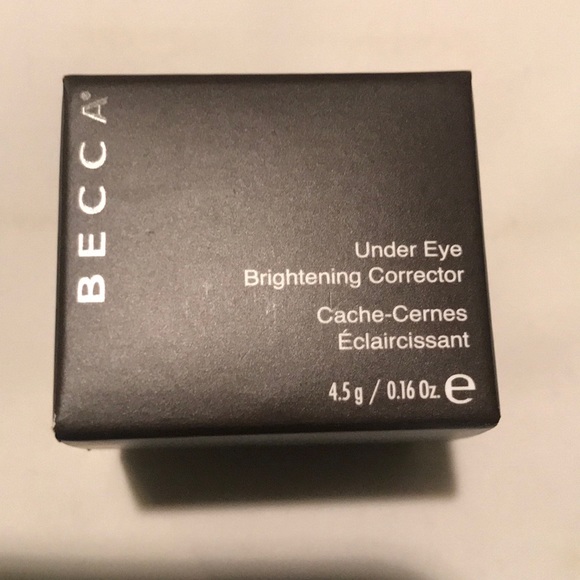 BECCA®
Under Eye
Brightening Corrector
Cache-Cernes
Éclaircissant
4.5 g / 0.16 Oz. ℮